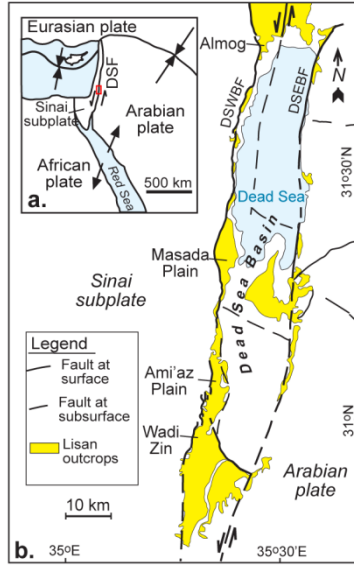 Eurasian plate
DSF
Sinai
subplate
Arabian
plate
African
plate
Red Sea
500 km
a.
Almog
DSWBF
DSEBF
N
31°30'N
Dead Sea
Masada
Plain
Dead Sea Basin
Sinai
subplate
Legend
Fault at
surface
Fault at
subsurface
Lisan
outcrops
Ami'az
Plain
Wadi
Zin
31°N
Arabian
plate
10 km
b.
35°E
35°30'E